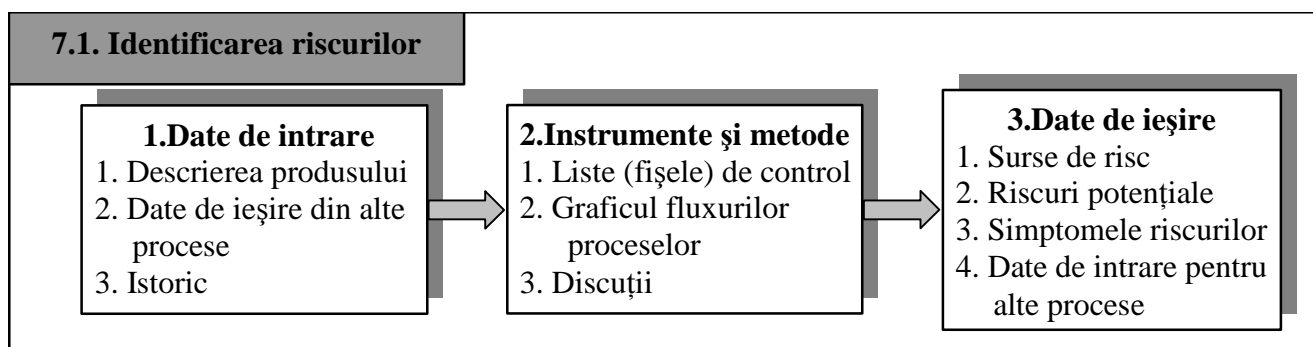 7.1. Identificarea riscurilor
1.Date de intrare
1. Descrierea produsului
2. Date de ieşire din alte
procese
3. Istoric
2.Instrumente şi metode
1. Liste (fişele) de control
2. Graficul fluxurilor
proceselor
3. Discuții
3.Date de ieşire
1. Surse de risc
2. Riscuri potențiale
3. Simptomele riscurilor
4. Date de intrare pentru
alte procese